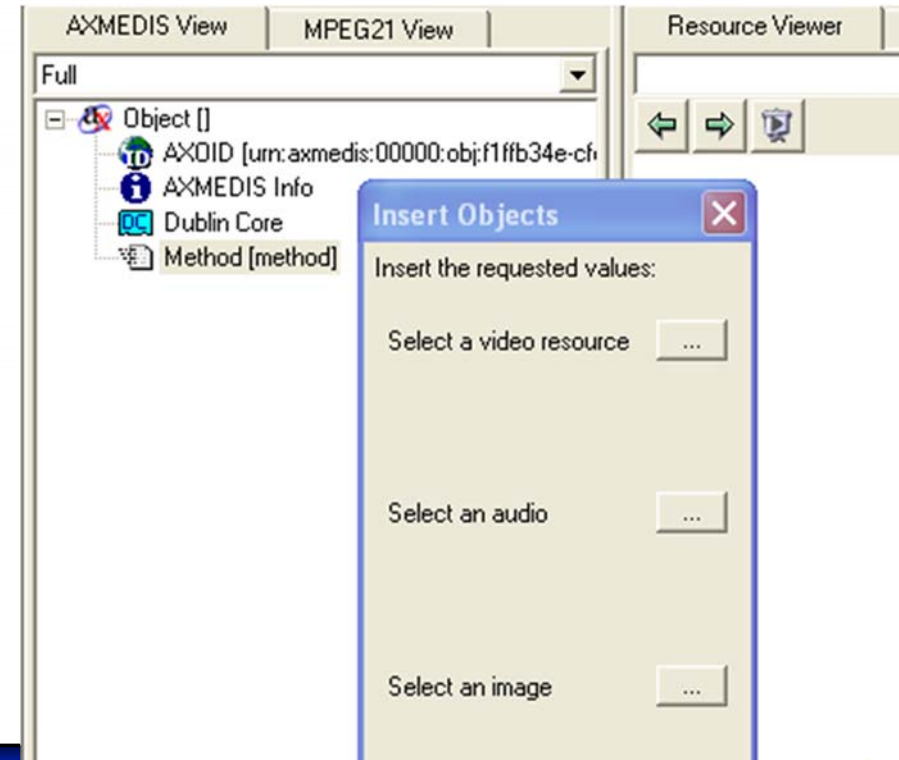 AXMEDIS View
MPEG21 View
Resource Viewer
Full
Object []
AXOID [urn:axmedis:00000:obj:f1ffb34e-cf
AXMEDIS Info
DC Dublin Core
Method [method]
Insert Objects
Insert the requested values:
Select a video resource ...
Select an audio ...
Select an image ...